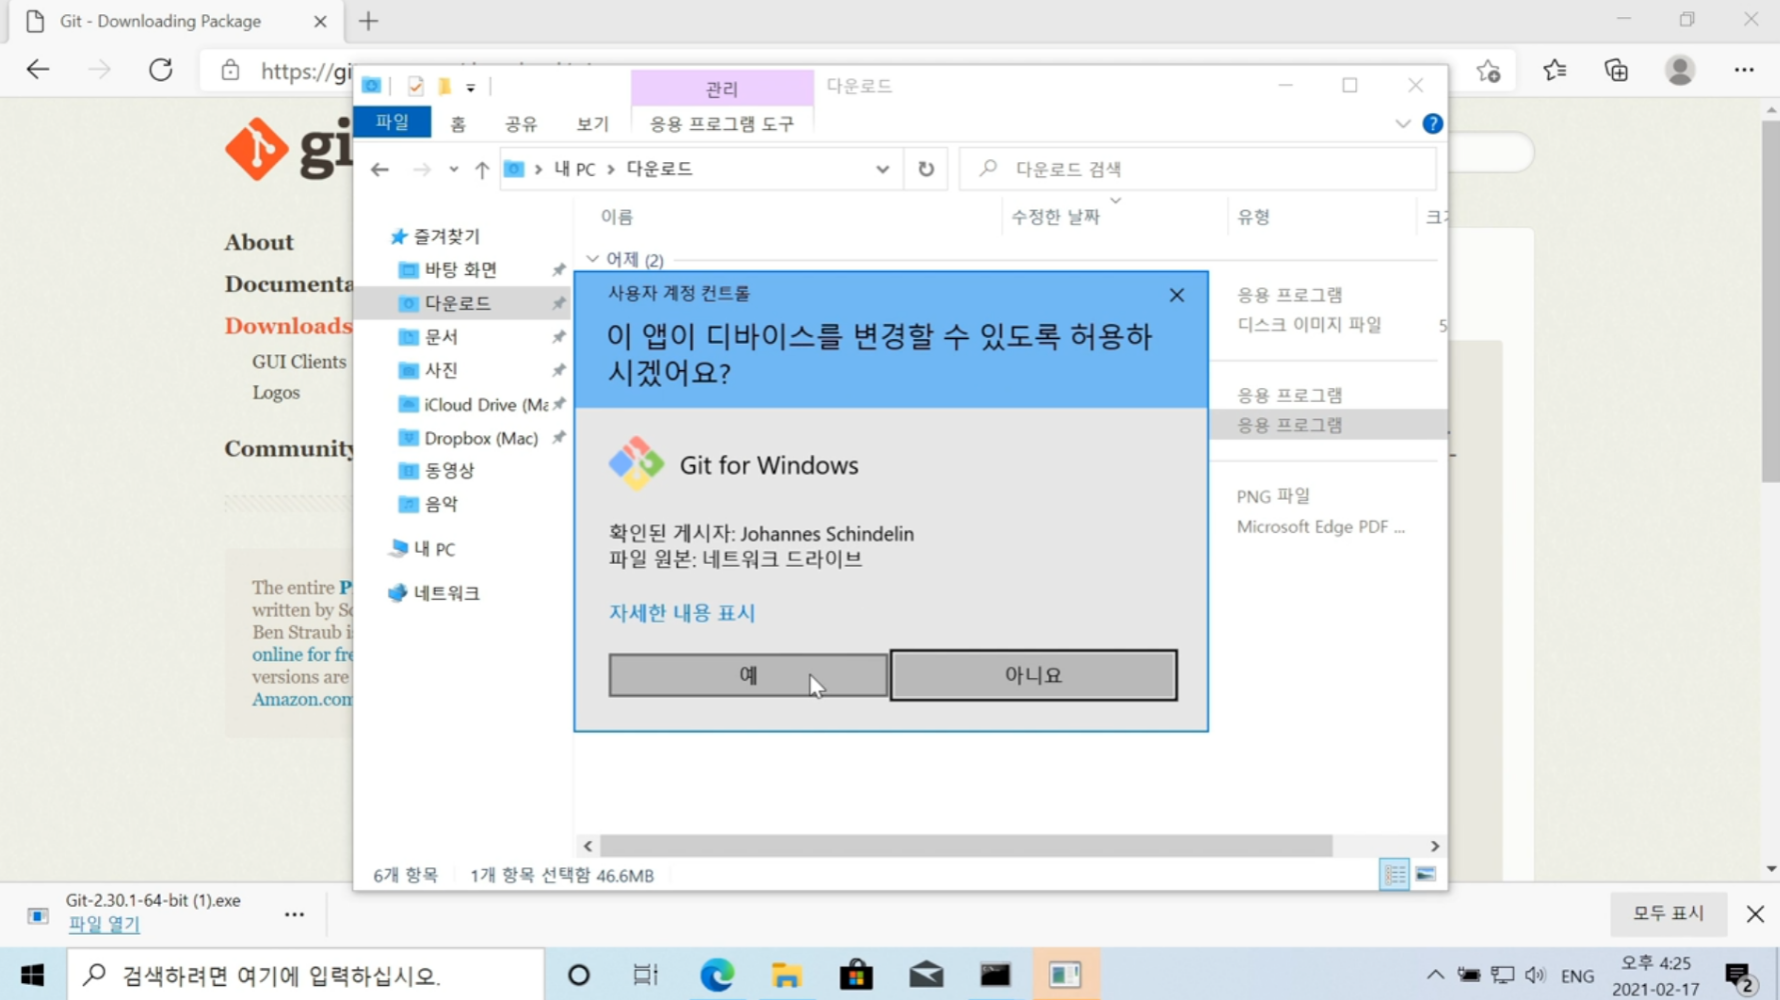 Git - Downloading Package
https://gi
관리
다운로드
파일
홈
공유
보기
응용 프로그램 도구
내 PC
다운로드
다운로드 검색
이름
수정한 날짜
유형
어제 (2)
git
About
Documenta
Downloads
GUI Clients
Logos
Community
The entire P
written by Sc
Ben Straub i
online for fre
versions are
Amazon.com
즐겨찾기
바탕 화면
다운로드
문서
사진
iCloud Drive (Ma
Dropbox (Mac)
동영상
음악
내 PC
네트워크
응용 프로그램
디스크 이미지 파일
5
응용 프로그램
응용 프로그램
PNG 파일
Microsoft Edge PDF ...
사용자 계정 컨트롤
이 앱이 디바이스를 변경할 수 있도록 허용하
시겠어요?
Git for Windows
확인된 게시자: Johannes Schindelin
파일 원본: 네트워크 드라이브
자세한 내용 표시
예
아니요
6개 항목
1개 항목 선택함 46.6MB
Git-2.30.1-64-bit (1).exe
파일 열기
모두 표시
검색하려면 여기에 입력하십시오.
ENG
오후 4:25
2021-02-17
2